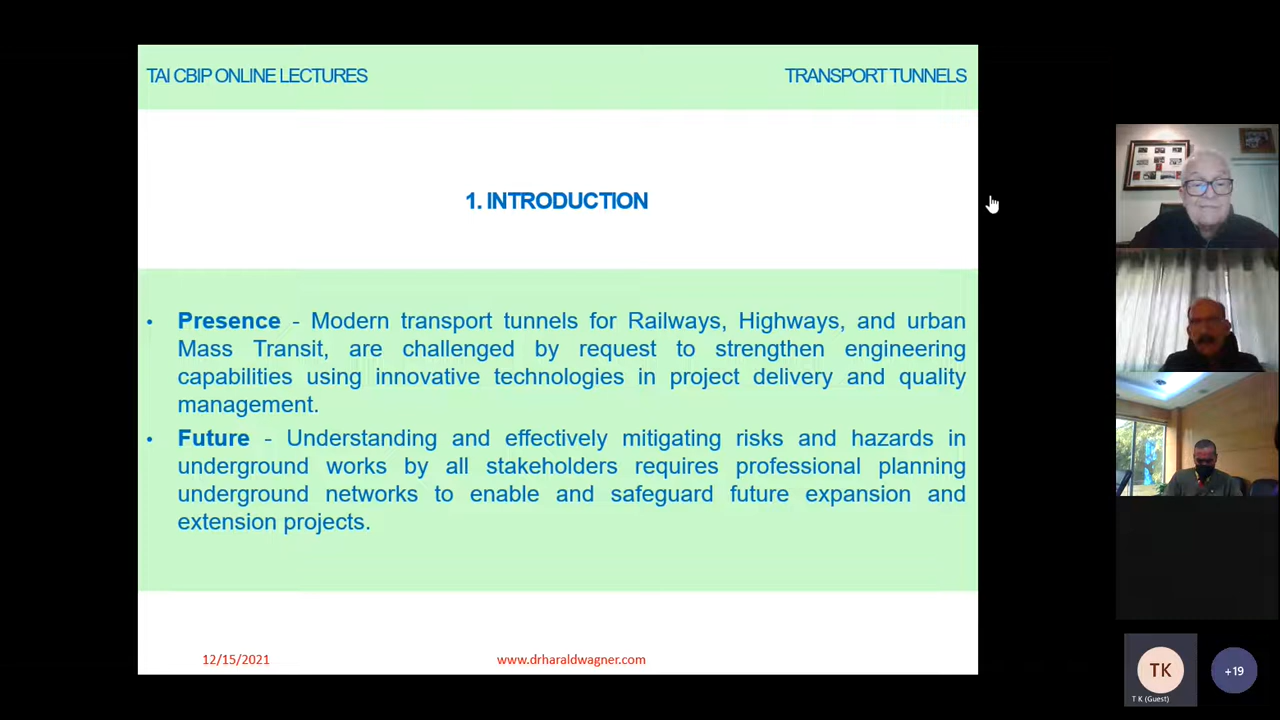 TAI CBIP ONLINE LECTURES
TRANSPORT TUNNELS
1. INTRODUCTION
• Presence - Modern transport tunnels for Railways, Highways, and urban
Mass Transit, are challenged by request to strengthen engineering
capabilities using innovative technologies in project delivery and quality
management.
• Future - Understanding and effectively mitigating risks and hazards in
underground works by all stakeholders requires professional planning
underground networks to enable and safeguard future expansion and
extension projects.
12/15/2021
www.drharaldwagner.com
TK
T K (Guest)
+19